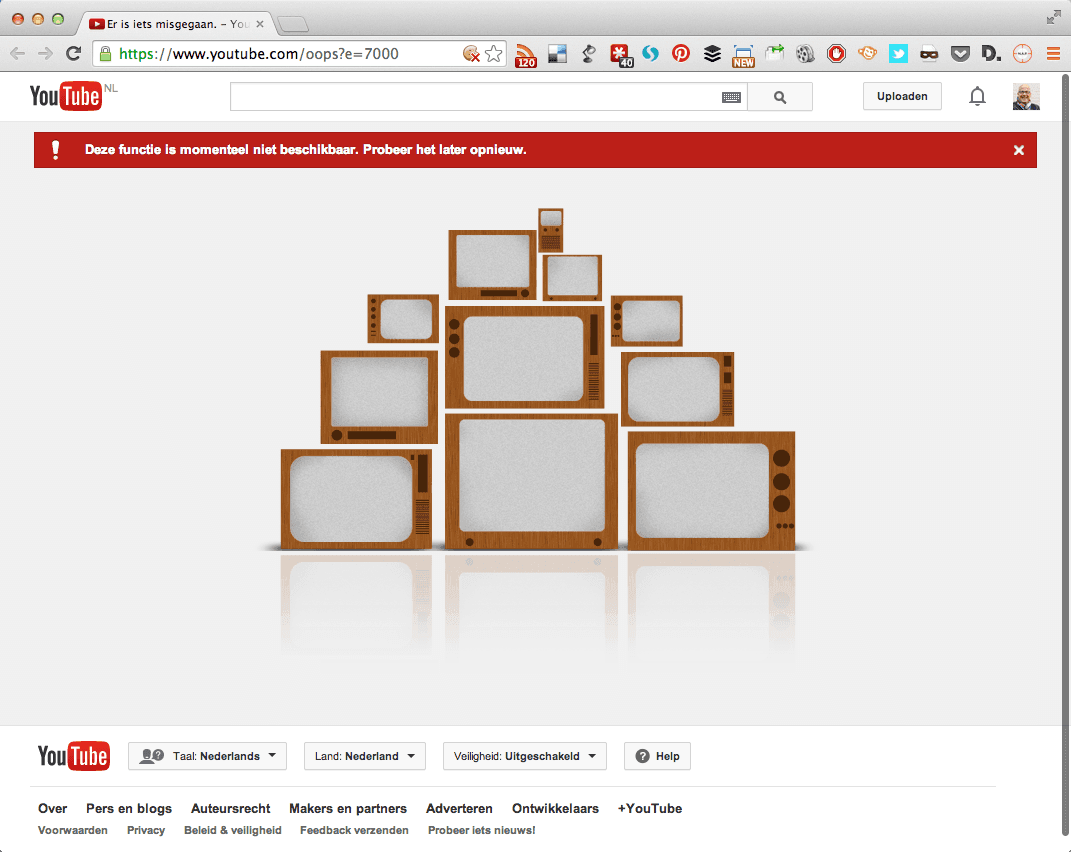 Er is iets misgegaan. – You
https://www.youtube.com/oops?e=7000
120
40
NEW
D.
YouTube NL
Uploaden
Deze functie is momenteel niet beschikbaar. Probeer het later opnieuw.
YouTube
Taal: Nederlands
Land: Nederland
Veiligheid: Uitgeschakeld
Help
Over Pers en blogs Auteursrecht Makers en partners Adverteren Ontwikkelaars +YouTube
Voorwaarden Privacy Beleid & veiligheid Feedback verzenden Probeer iets nieuws!